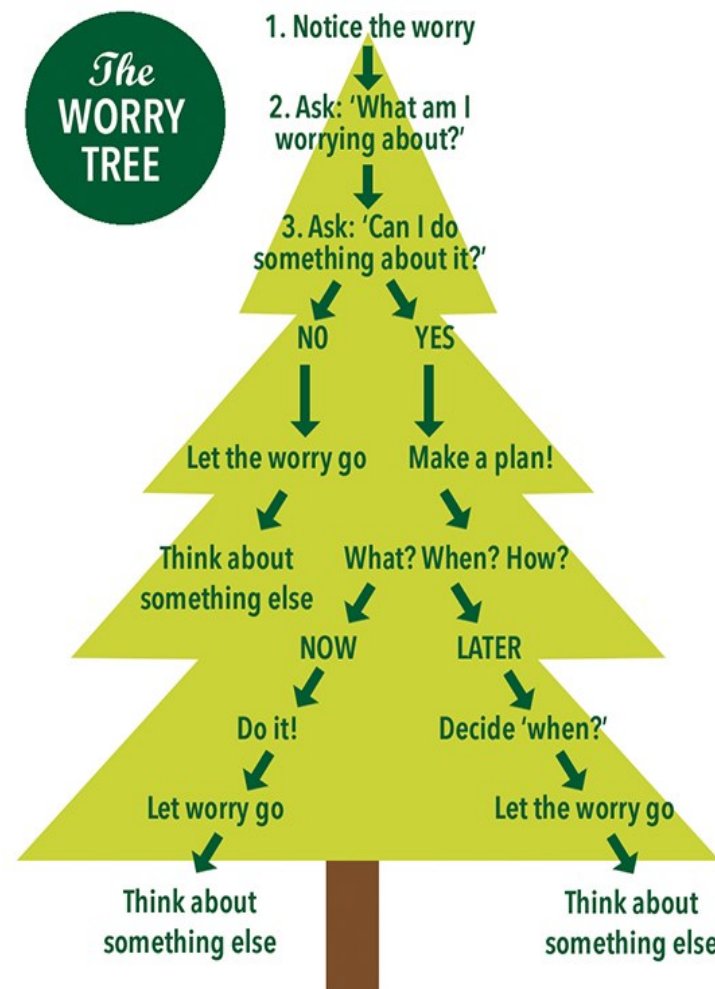 The
WORRY
TREE
1. Notice the worry
2. Ask: 'What am I
worrying about?'
3. Ask: 'Can I do
something about it?'
NO
YES
Let the worry go
Make a plan!
Think about
something else
What? When? How?
NOW
LATER
Do it!
Decide 'when?'
Let worry go
Let the worry go
Think about
something else
Think about
something else